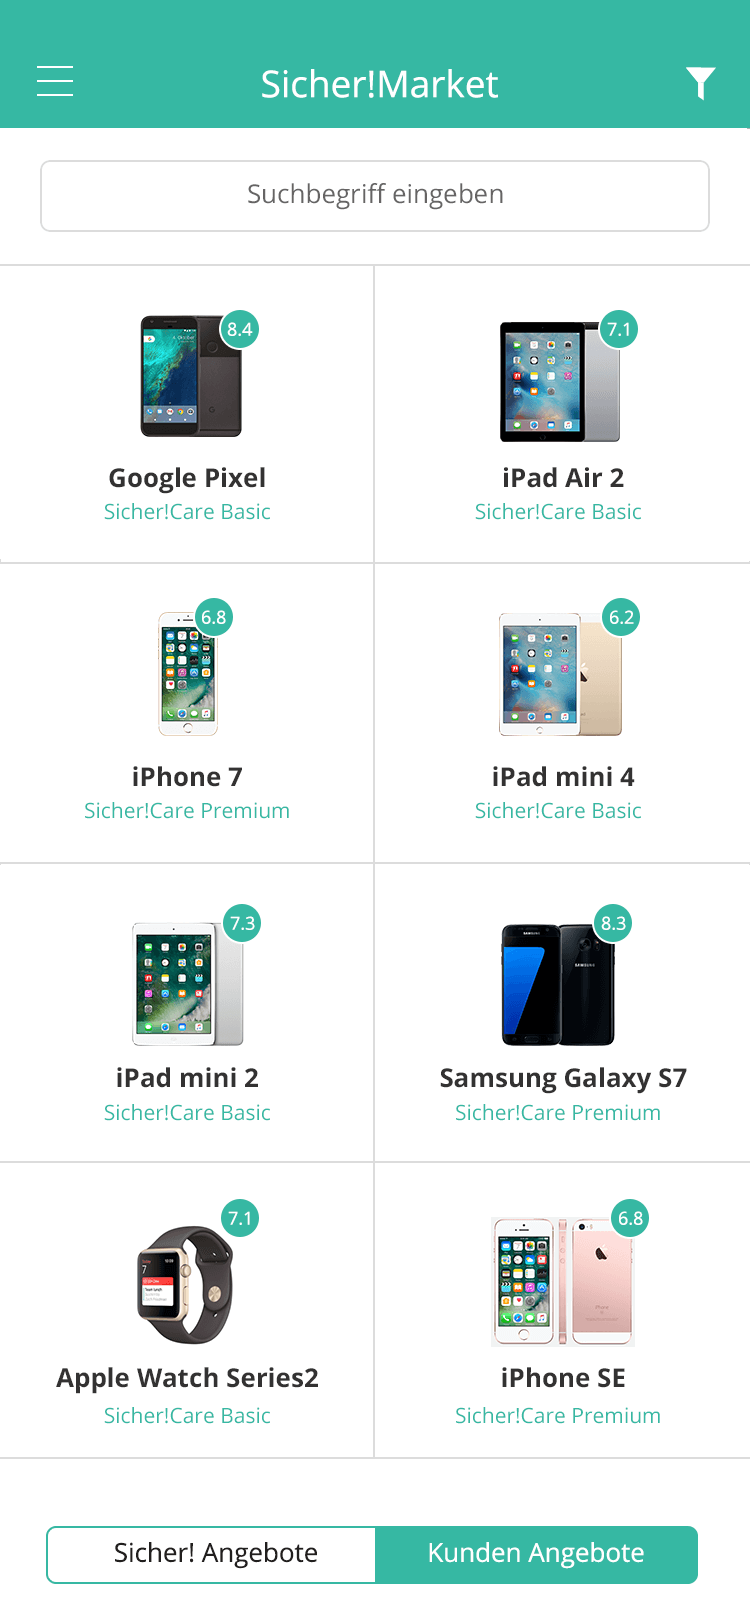 Sicher!Market
Suchbegriff eingeben
8.4
7.1
Google Pixel
iPad Air 2
Sicher!Care Basic
Sicher!Care Basic
6.8
6.2
iPhone 7
iPad mini 4
Sicher!Care Premium
Sicher!Care Basic
7.3
8.3
SAMSUNG
SAMSUNG
iPad mini 2
Samsung Galaxy S7
Sicher!Care Basic
Sicher!Care Premium
7.1
6.8
Apple Watch Series2
iPhone SE
Sicher!Care Basic
Sicher!Care Premium
Sicher! Angebote
Kunden Angebote